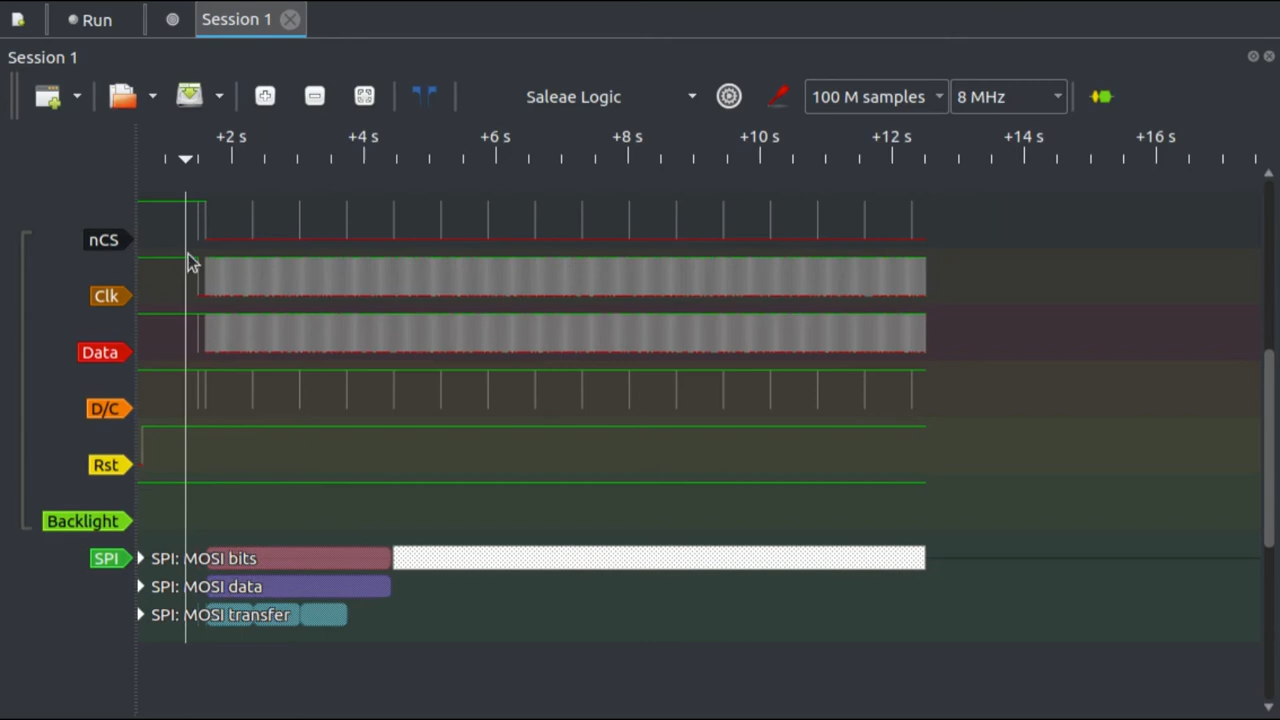 Run
Session 1
Session 1
Saleae Logic
100 M samples
8 MHz
+2 s +4 s +6 s +8 s +10 s +12 s +14 s +16 s
nCS
Clk
Data
D/C
Rst
Backlight
SPI SPI: MOSI bits
SPI: MOSI data
SPI: MOSI transfer